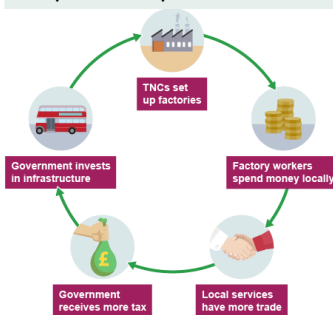 TNCs set
up factories
Factory workers
spend money locally
Local services
have more trade
£
Government
receives more tax
Government invests
in infrastructure